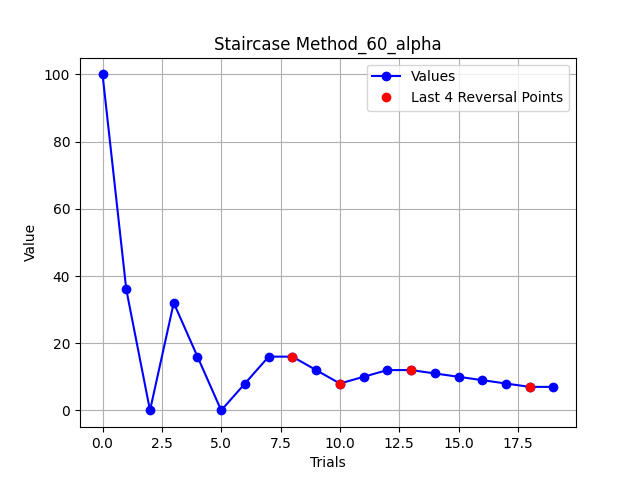 Staircase Method_60_alpha
Values
Last 4 Reversal Points
Value
100
80
60
40
20
0
0.0 2.5 5.0 7.5 10.0 12.5 15.0 17.5
Trials